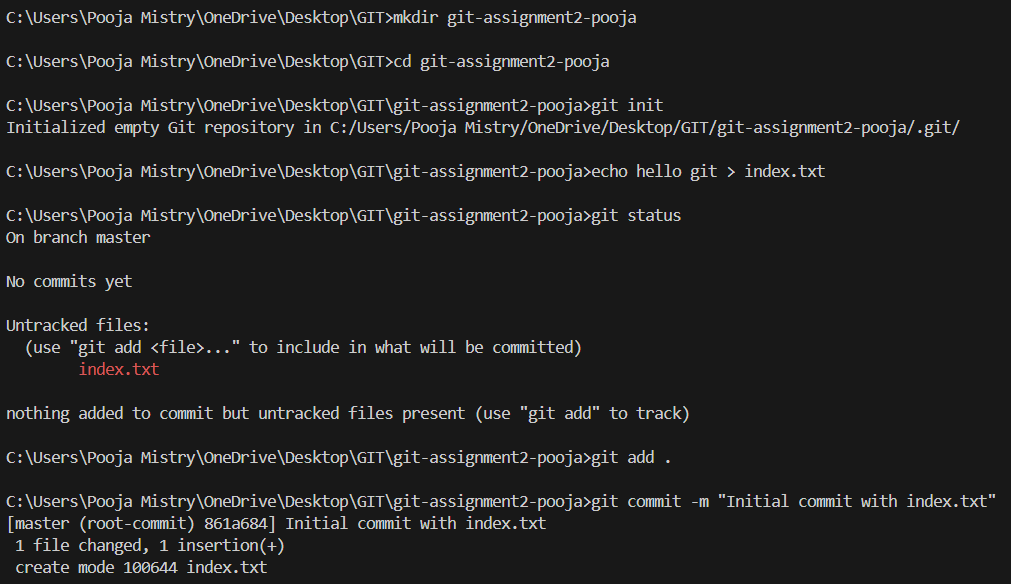 C:\Users\Pooja Mistry\OneDrive\Desktop\GIT>mkdir git-assignment2-pooja
C:\Users\Pooja Mistry\OneDrive\Desktop\GIT>cd git-assignment2-pooja
C:\Users\Pooja Mistry\OneDrive\Desktop\GIT\git-assignment2-pooja>git init
Initialized empty Git repository in C:/Users/Pooja Mistry/OneDrive/Desktop/GIT/git-assignment2-pooja/.git/
C:\Users\Pooja Mistry\OneDrive\Desktop\GIT\git-assignment2-pooja>echo hello git > index.txt
C:\Users\Pooja Mistry\OneDrive\Desktop\GIT\git-assignment2-pooja>git status
On branch master
No commits yet
Untracked files:
  (use "git add <file>..." to include in what will be committed)
        index.txt
nothing added to commit but untracked files present (use "git add" to track)
C:\Users\Pooja Mistry\OneDrive\Desktop\GIT\git-assignment2-pooja>git add .
C:\Users\Pooja Mistry\OneDrive\Desktop\GIT\git-assignment2-pooja>git commit -m "Initial commit with index.txt"
[master (root-commit) 861a684] Initial commit with index.txt
 1 file changed, 1 insertion(+)
 create mode 100644 index.txt